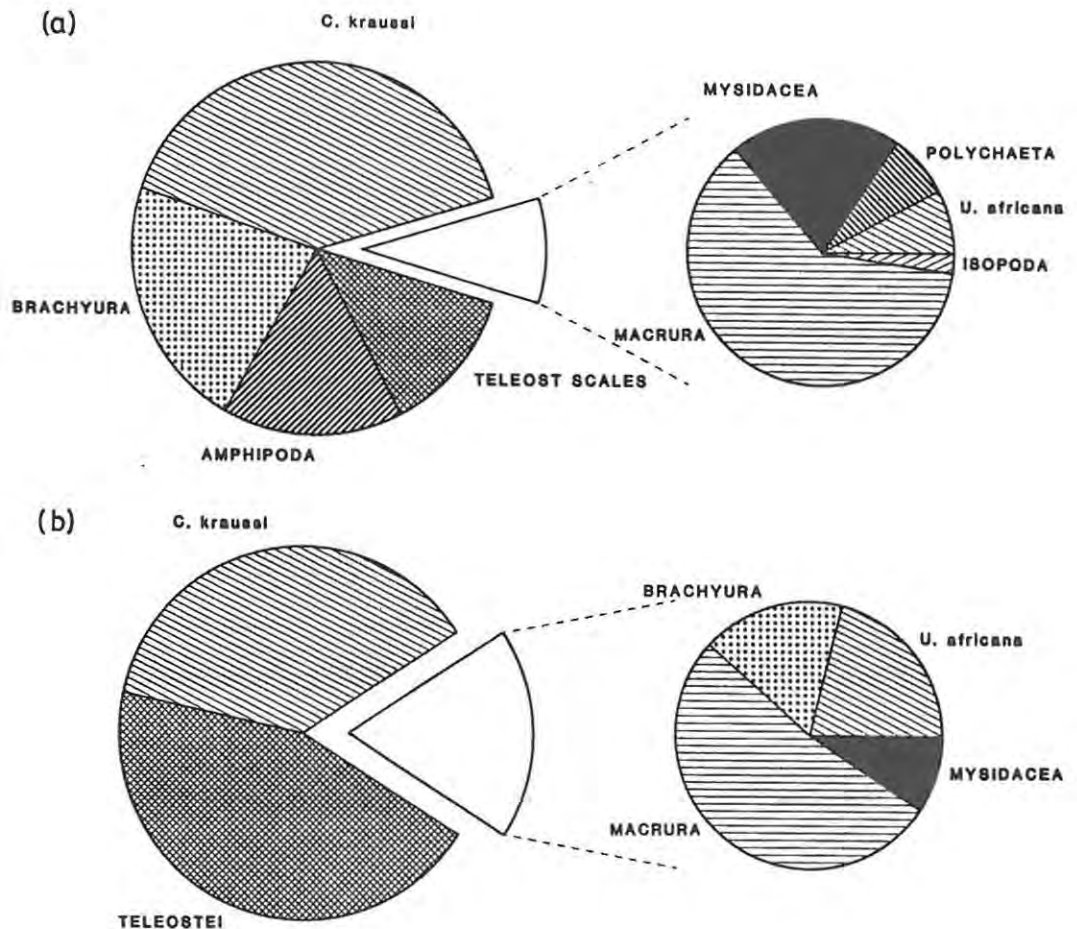 (a)
C. kraussi
MYSIDACEA
POLYCHAETA
U. africana
ISOPODA
BRACHYURA
MACRURA
TELEOST SCALES
AMPHIPODA
(b)
C. kraussi
BRACHYURA
U. africana
MYSIDACEA
MACRURA
TELEOSTEI